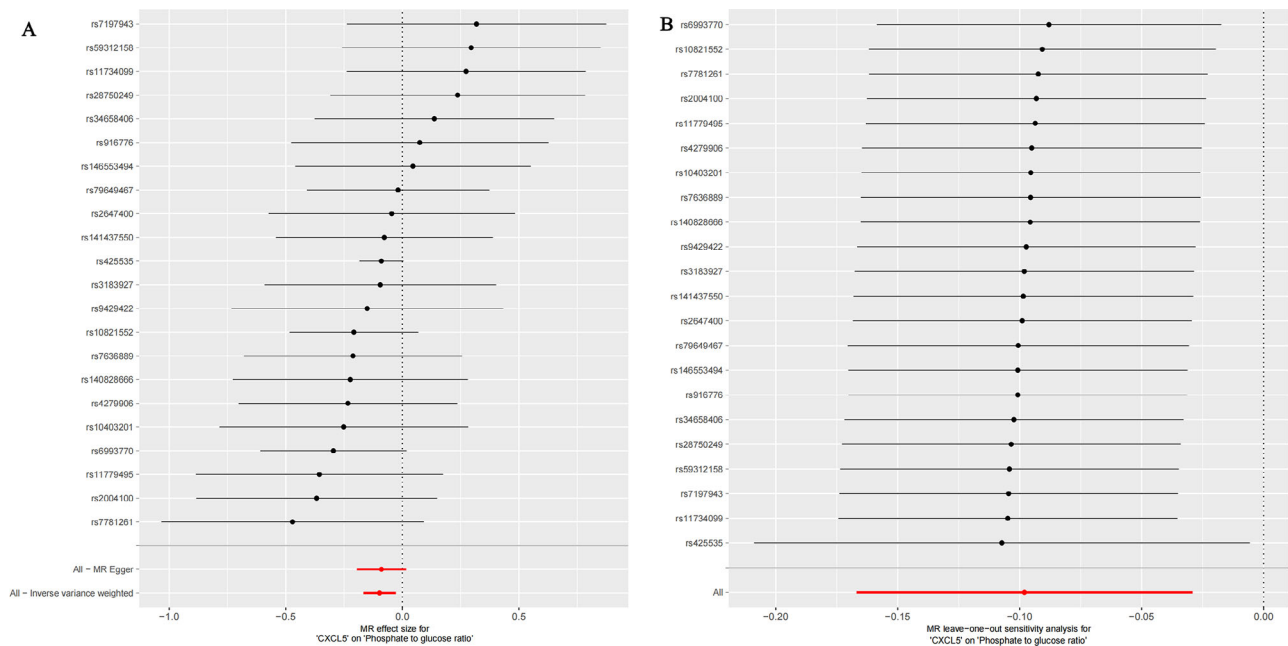 A
rs7197943
rs59312158
rs11734099
rs28750249
rs34658406
rs916776
rs146553494
rs79649467
rs2647400
rs141437550
rs425535
rs3183927
rs9429422
rs10821552
rs7636889
rs140828666
rs4279906
rs10403201
rs6993770
rs11779495
rs2004100
rs7781261
All − MR Egger
All − Inverse variance weighted
−1.0 −0.5 0.0 0.5
MR effect size for
'CXCL5' on 'Phosphate to glucose ratio'
B
rs6993770
rs10821552
rs7781261
rs2004100
rs11779495
rs4279906
rs10403201
rs7636889
rs140828666
rs9429422
rs3183927
rs141437550
rs2647400
rs79649467
rs146553494
rs916776
rs34658406
rs28750249
rs59312158
rs7197943
rs11734099
rs425535
All
−0.20 −0.15 −0.10 −0.05 0.00
MR leave−one−out sensitivity analysis for
'CXCL5' on 'Phosphate to glucose ratio'